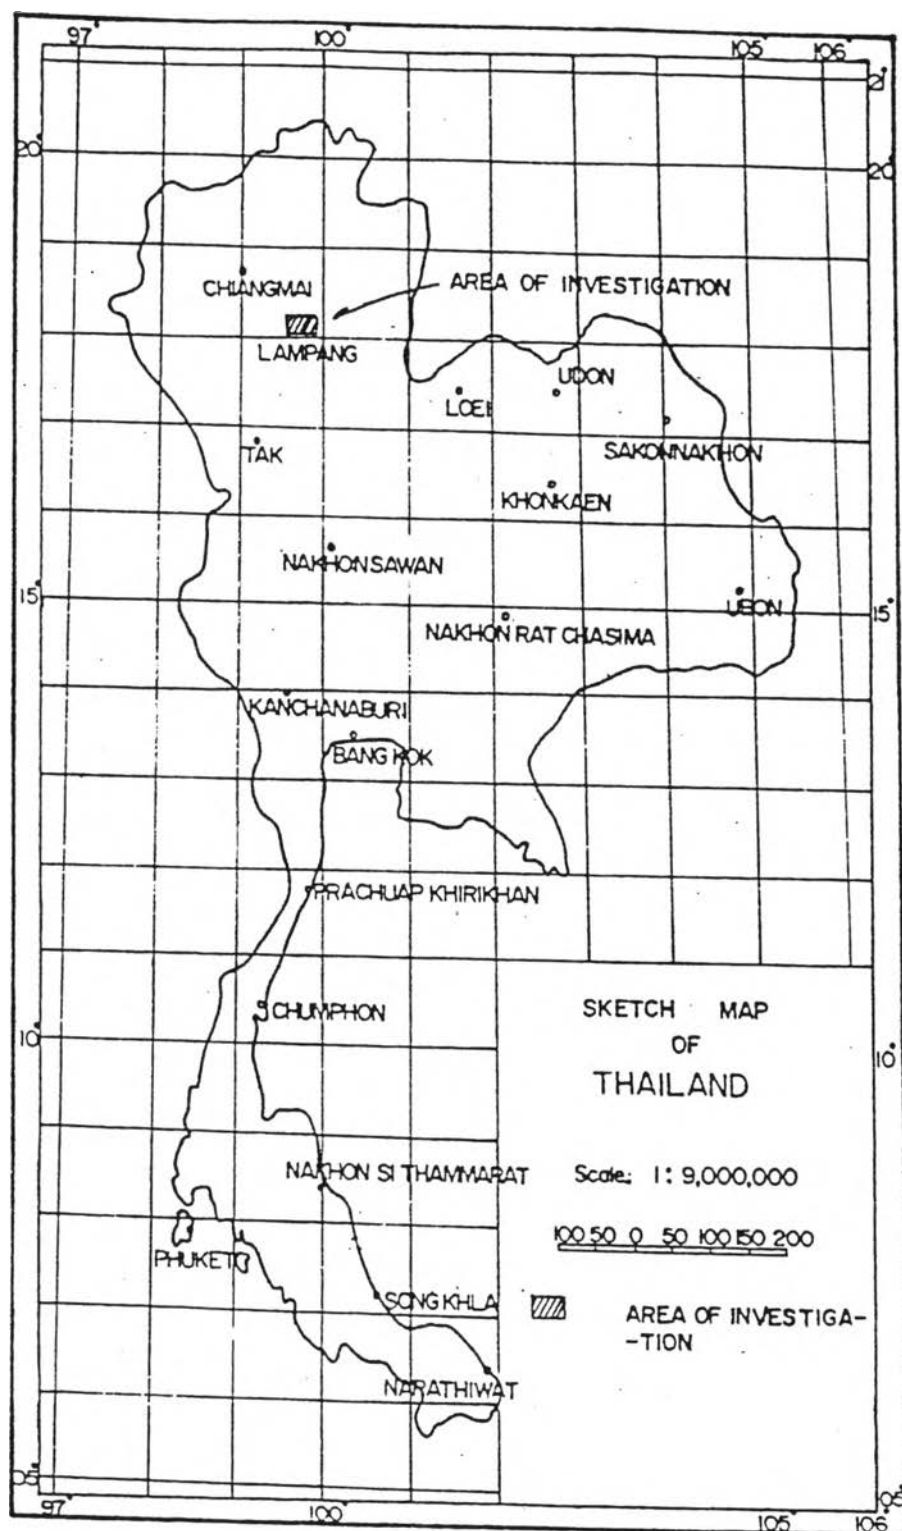 97° 100° 105° 106°
21°
20° 20°
CHIANGMAI
AREA OF INVESTIGATION
LAMPANG
UDON
LOEI
TAK
SAKONNAKHON
KHONKAEN
NAKHONSAWAN
15° UBON 15°
NAKHON RAT CHASIMA
KANCHANABURI
BANGKOK
PRACHUAP KHIRIKHAN
CHUMPHON
SKETCH MAP
OF
THAILAND
10° 10°
NAKHON SI THAMMARAT
Scale: 1:9,000,000
100 50 0 50 100 150 200
PHUKET
SONGKHLA
AREA OF INVESTIGA-
-TION
NARATHIWAT
05° 05°
97° 100° 105° 106°